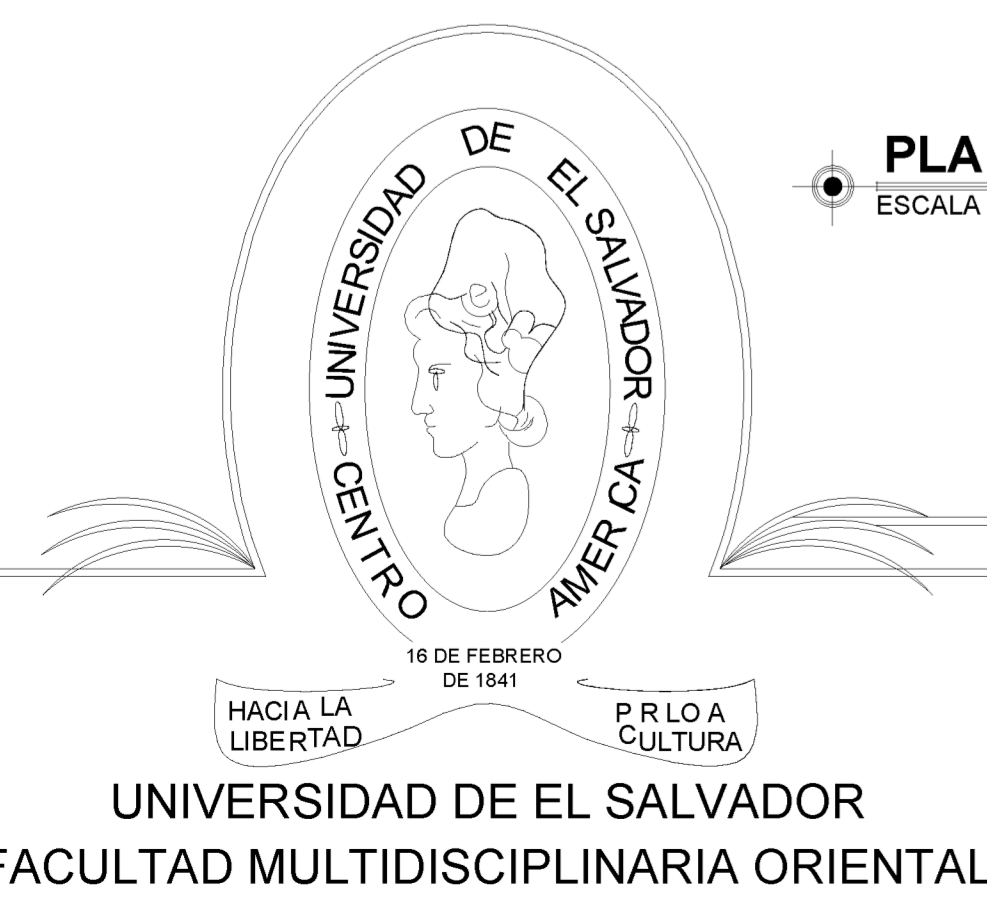 UNIVERSIDAD DE EL SALVADOR
CENTRO AMERICA
PLA
ESCALA
16 DE FEBRERO
DE 1841
HACIA LA
LIBERTAD
P R LO A
CULTURA
UNIVERSIDAD DE EL SALVADOR
FACULTAD MULTIDISCIPLINARIA ORIENTAL